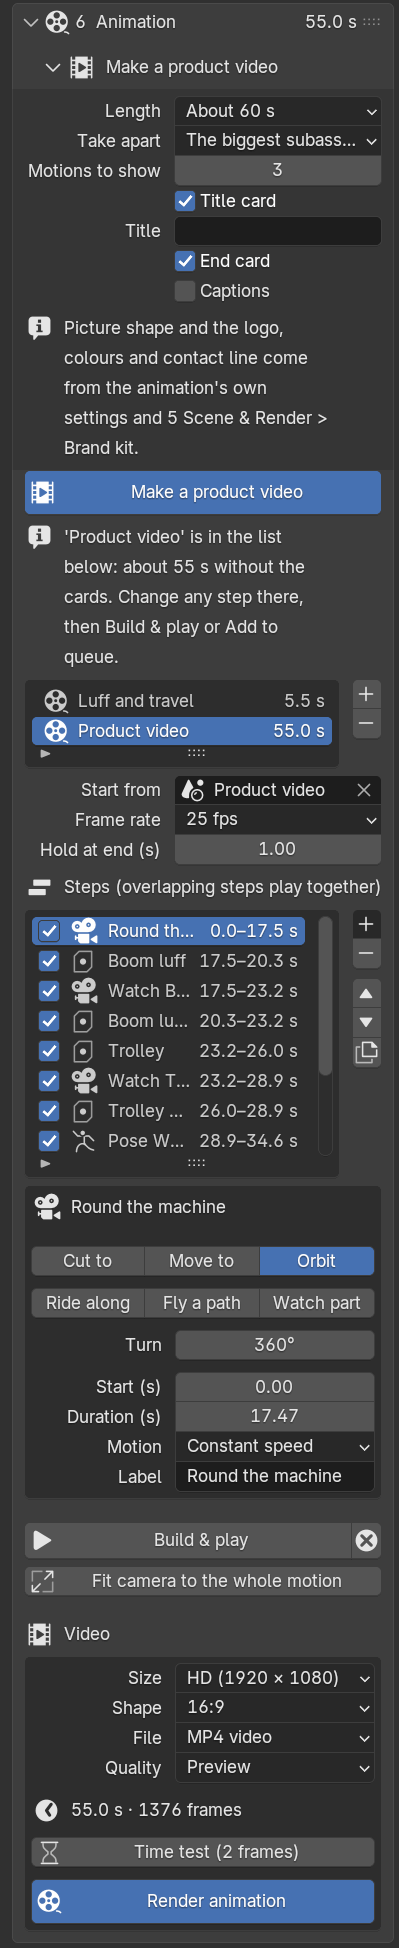 6 Animation 55.0 s
Make a product video
Length About 60 s
Take apart The biggest subass...
Motions to show 3
Title card
Title
End card
Captions
Picture shape and the logo,
colours and contact line come
from the animation's own
settings and 5 Scene & Render >
Brand kit.
Make a product video
'Product video' is in the list
below: about 55 s without the
cards. Change any step there,
then Build & play or Add to
queue.
Luff and travel 5.5 s
Product video 55.0 s
Start from Product video
Frame rate 25 fps
Hold at end (s) 1.00
Steps (overlapping steps play together)
Round th... 0.0–17.5 s
Boom luff 17.5–20.3 s
Watch B... 17.5–23.2 s
Boom lu... 20.3–23.2 s
Trolley 23.2–26.0 s
Watch T... 23.2–28.9 s
Trolley ... 26.0–28.9 s
Pose W... 28.9–34.6 s
Round the machine
Cut to Move to Orbit
Ride along Fly a path Watch part
Turn 360°
Start (s) 0.00
Duration (s) 17.47
Motion Constant speed
Label Round the machine
Build & play
Fit camera to the whole motion
Video
Size HD (1920 × 1080)
Shape 16:9
File MP4 video
Quality Preview
55.0 s · 1376 frames
Time test (2 frames)
Render animation